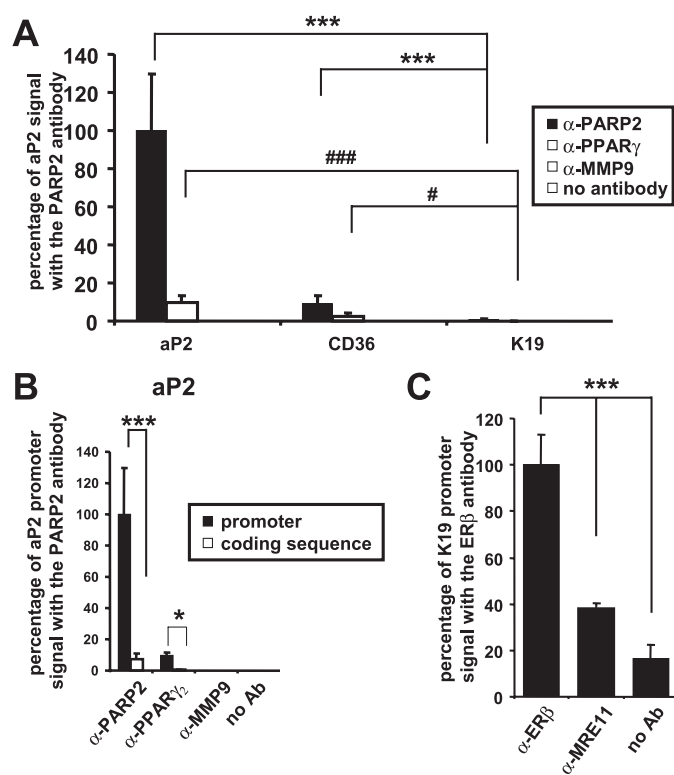 A
percentage of aP2 signal
with the PARP2 antibody
140
120
100
80
60
40
20
0
***
***
###
#
α-PARP2
α-PPARγ
α-MMP9
no antibody
aP2
CD36
K19
B
aP2
percentage of aP2 promoter
signal with the PARP2 antibody
140
120
100
80
60
40
20
0
***
*
promoter
coding sequence
α-PARP2
α-PPARγ2
α-MMP9
no Ab
C
percentage of K19 promoter
signal with the ERβ antibody
120
100
80
60
40
20
0
***
α-ERβ
α-MRE11
no Ab